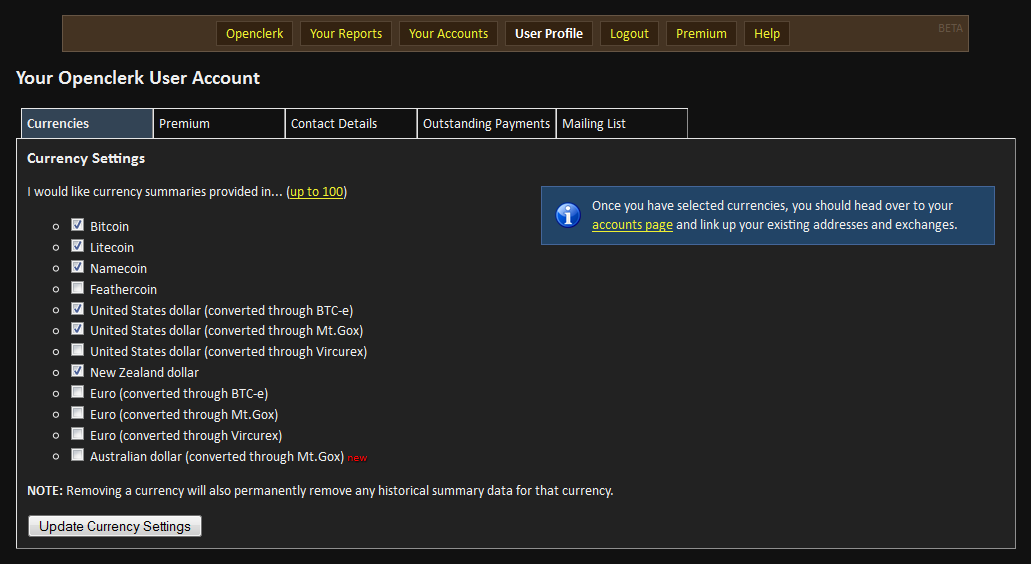 Openclerk Your Reports Your Accounts User Profile Logout Premium Help BETA
Your Openclerk User Account
Currencies Premium Contact Details Outstanding Payments Mailing List
Currency Settings
I would like currency summaries provided in... (up to 100)
Once you have selected currencies, you should head over to your
accounts page and link up your existing addresses and exchanges.
Bitcoin
Litecoin
Namecoin
Feathercoin
United States dollar (converted through BTC-e)
United States dollar (converted through Mt.Gox)
United States dollar (converted through Vircurex)
New Zealand dollar
Euro (converted through BTC-e)
Euro (converted through Mt.Gox)
Euro (converted through Vircurex)
Australian dollar (converted through Mt.Gox) new
NOTE: Removing a currency will also permanently remove any historical summary data for that currency.
Update Currency Settings